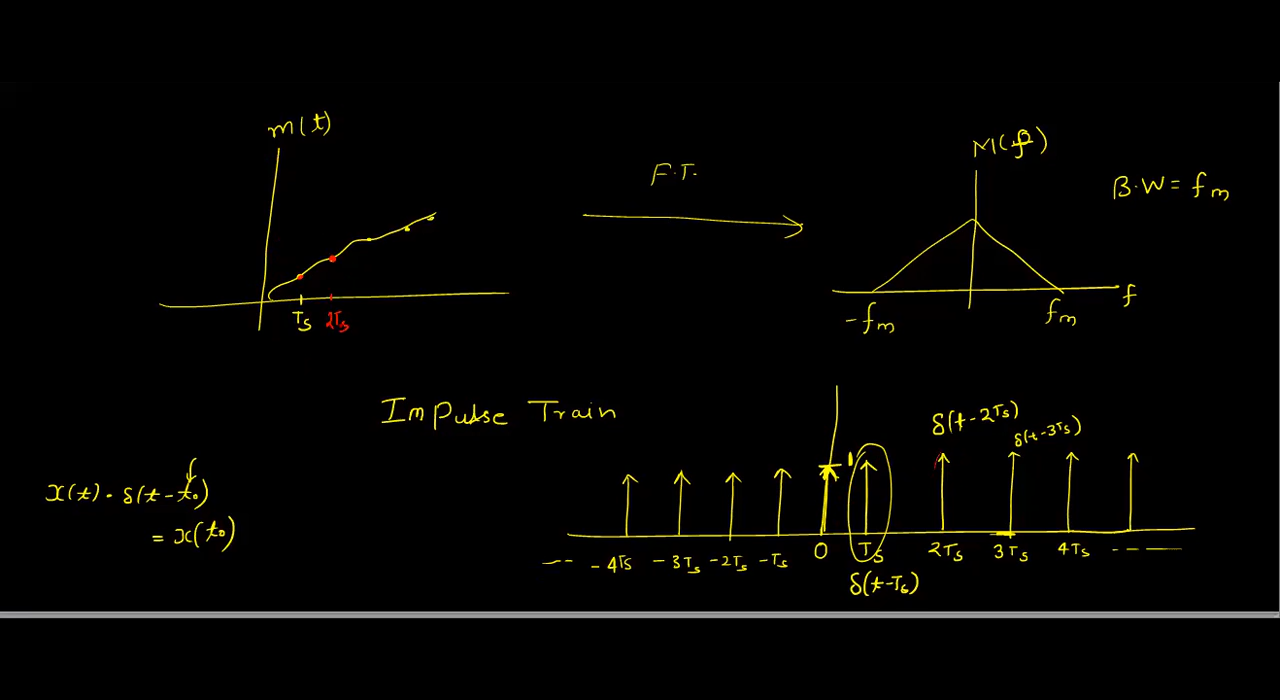 m(t)
F.T.
M(f)
B.W = fm
Ts 2Ts
-fm fm f
Impulse Train
δ(t-2Ts) δ(t-3Ts)
1
x(t) · δ(t-t₀)
= x(t₀)
--- -4Ts -3Ts -2Ts -Ts 0 Ts 2Ts 3Ts 4Ts ----
δ(t-Ts)